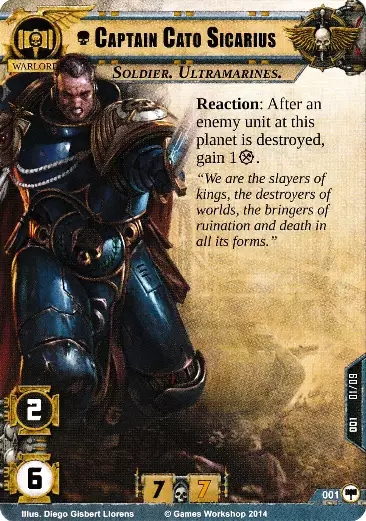 Captain Cato Sicarius
WARLORD
Soldier. Ultramarines.
Reaction: After an
enemy unit at this
planet is destroyed,
gain 1.
“We are the slayers of
kings, the destroyers of
worlds, the bringers of
ruination and death in
all its forms.”
2
6
7 7
001 01/09
001
Illus. Diego Gisbert Llorens © Games Workshop 2014